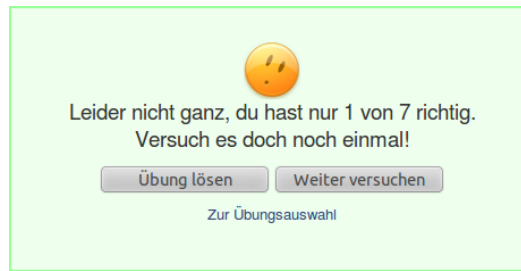 Leider nicht ganz, du hast nur 1 von 7 richtig.
Versuch es doch noch einmal!
Übung lösen Weiter versuchen
Zur Übungsauswahl